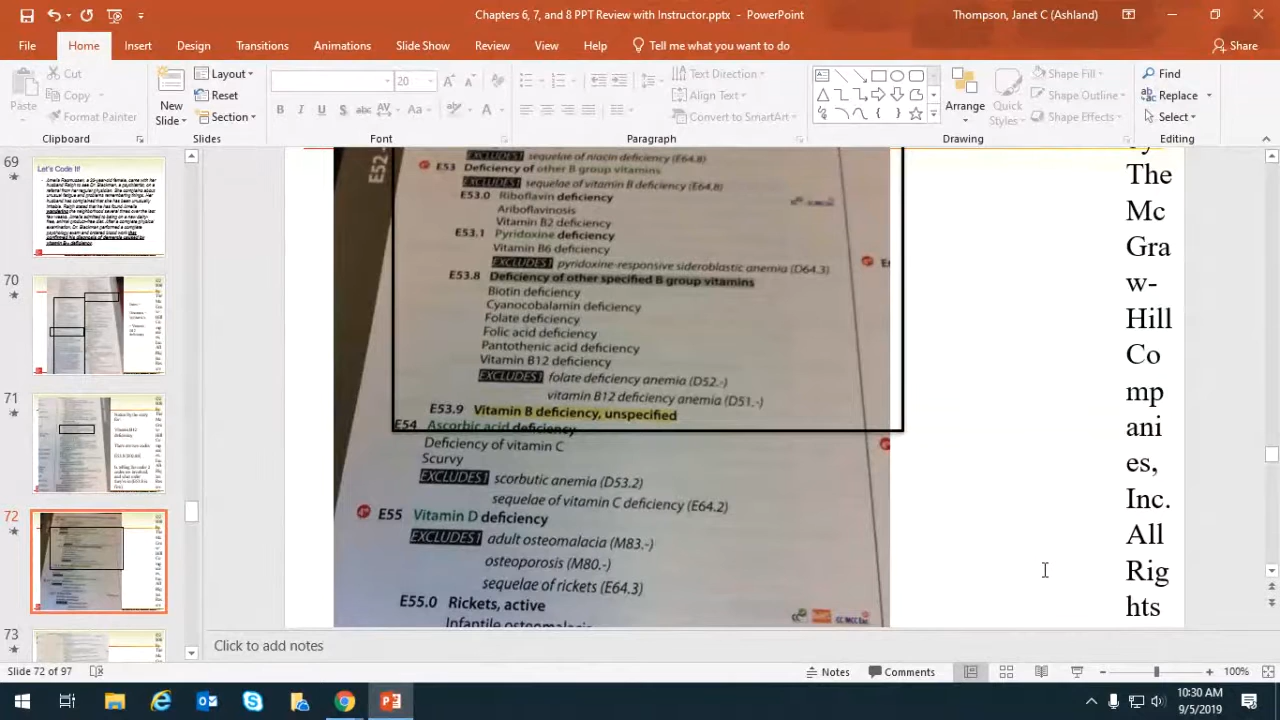 Chapters 6, 7, and 8 PPT Review with Instructor.pptx - PowerPoint
Thompson, Janet C (Ashland)
File Home Insert Design Transitions Animations Slide Show Review View Help Tell me what you want to do
Share
Paste
Cut
Copy
Format Painter
New
Slide
Layout
Reset
Section
20
B I U S abc AV Aa A
Text Direction
Align Text
Convert to SmartArt
Arrange
Quick
Styles
Shape Fill
Shape Outline
Shape Effects
Find
Replace
Select
Clipboard Slides Font Paragraph Drawing Editing
69
Let's Code It!
70
71
72
73
E52
EXCLUDES1 sequelae of niacin deficiency (E64.8)
E53 Deficiency of other B group vitamins
EXCLUDES1 sequelae of vitamin B deficiency (E64.8)
E53.0 Riboflavin deficiency
Ariboflavinosis
Vitamin B2 deficiency
E53.1 Pyridoxine deficiency
Vitamin B6 deficiency
EXCLUDES1 pyridoxine-responsive sideroblastic anemia (D64.3)
E53.8 Deficiency of other specified B group vitamins
Biotin deficiency
Cyanocobalamin deficiency
Folate deficiency
Folic acid deficiency
Pantothenic acid deficiency
Vitamin B12 deficiency
EXCLUDES1 folate deficiency anemia (D52.-)
vitamin B12 deficiency anemia (D51.-)
E53.9 Vitamin B deficiency, unspecified
E54 Ascorbic acid deficiency
Deficiency of vitamin C
Scurvy
EXCLUDES1 scorbutic anemia (D53.2)
sequelae of vitamin C deficiency (E64.2)
E55 Vitamin D deficiency
EXCLUDES1 adult osteomalacia (M83.-)
osteoporosis (M80.-)
sequelae of rickets (E64.3)
E55.0 Rickets, active
Infantile osteomalacia
The
Mc
Gra
w-
Hill
Co
mp
ani
es,
Inc.
All
Rig
hts
Click to add notes
Slide 72 of 97
Notes
Comments
100%
10:30 AM
9/5/2019